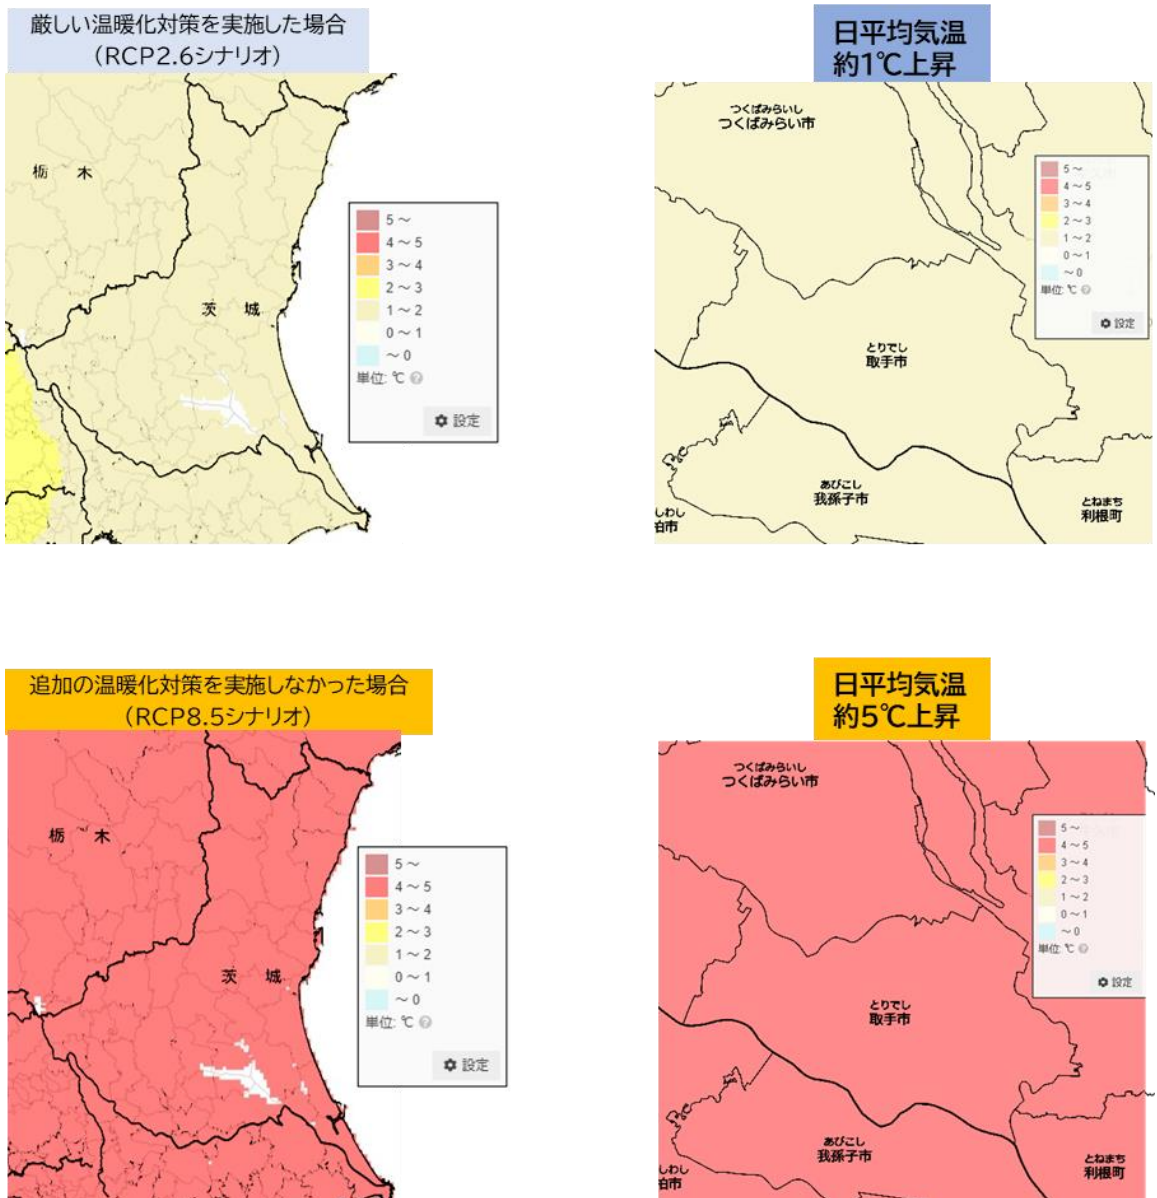 厳しい温暖化対策を実施した場合
(RCP2.6シナリオ)
栃 木
茨 城
5～
4～5
3～4
2～3
1～2
0～1
～0
単位: ℃
設定
日平均気温
約1℃上昇
つくばみらいし
つくばみらい市
とりでし
取手市
あびこし
我孫子市
しわし
柏市
とねまち
利根町
5～
4～5
3～4
2～3
1～2
0～1
～0
単位: ℃
設定
追加の温暖化対策を実施しなかった場合
(RCP8.5シナリオ)
栃 木
茨 城
5～
4～5
3～4
2～3
1～2
0～1
～0
単位: ℃
設定
日平均気温
約5℃上昇
つくばみらいし
つくばみらい市
とりでし
取手市
あびこし
我孫子市
しわし
柏市
とねまち
利根町
5～
4～5
3～4
2～3
1～2
0～1
～0
単位: ℃
設定